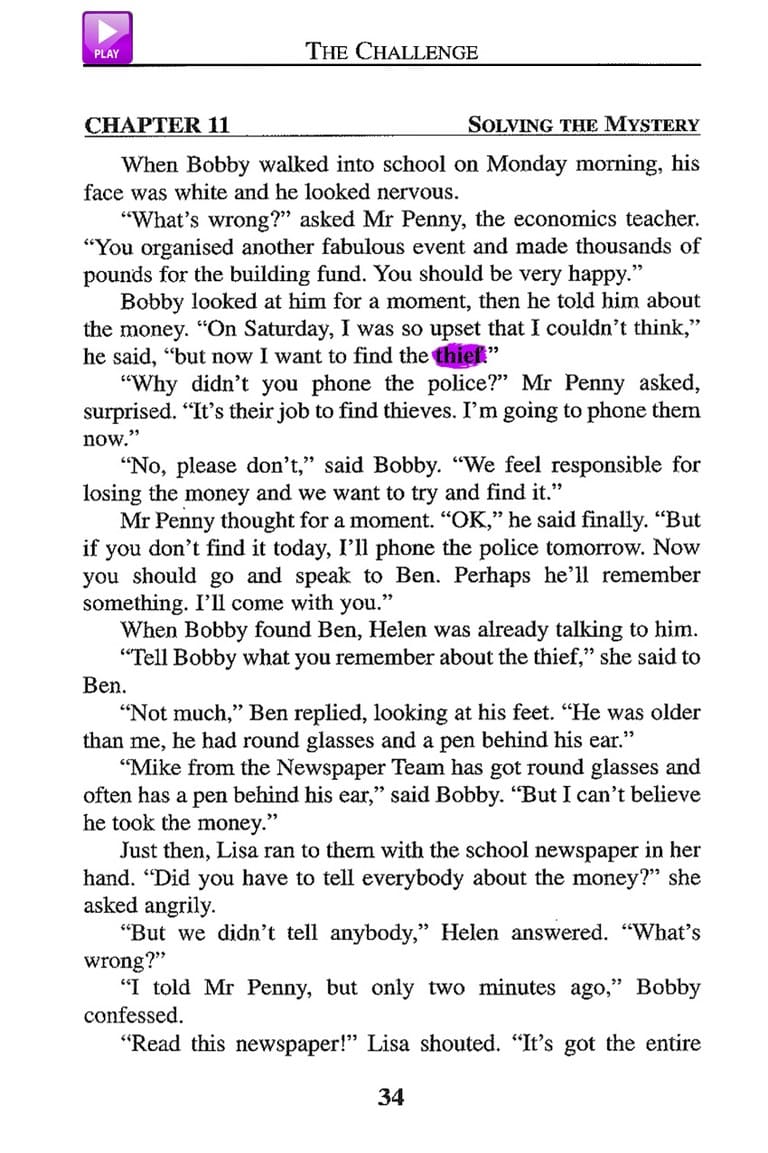 PLAY
THE CHALLENGE
CHAPTER 11 SOLVING THE MYSTERY
When Bobby walked into school on Monday morning, his
face was white and he looked nervous.
“What’s wrong?” asked Mr Penny, the economics teacher.
“You organised another fabulous event and made thousands of
pounds for the building fund. You should be very happy.”
Bobby looked at him for a moment, then he told him about
the money. “On Saturday, I was so upset that I couldn’t think,”
he said, “but now I want to find the thief.”
“Why didn’t you phone the police?” Mr Penny asked,
surprised. “It’s their job to find thieves. I’m going to phone them
now.”
“No, please don’t,” said Bobby. “We feel responsible for
losing the money and we want to try and find it.”
Mr Penny thought for a moment. “OK,” he said finally. “But
if you don’t find it today, I’ll phone the police tomorrow. Now
you should go and speak to Ben. Perhaps he’ll remember
something. I’ll come with you.”
When Bobby found Ben, Helen was already talking to him.
“Tell Bobby what you remember about the thief,” she said to
Ben.
“Not much,” Ben replied, looking at his feet. “He was older
than me, he had round glasses and a pen behind his ear.”
“Mike from the Newspaper Team has got round glasses and
often has a pen behind his ear,” said Bobby. “But I can’t believe
he took the money.”
Just then, Lisa ran to them with the school newspaper in her
hand. “Did you have to tell everybody about the money?” she
asked angrily.
“But we didn’t tell anybody,” Helen answered. “What’s
wrong?”
“I told Mr Penny, but only two minutes ago,” Bobby
confessed.
“Read this newspaper!” Lisa shouted. “It’s got the entire
34